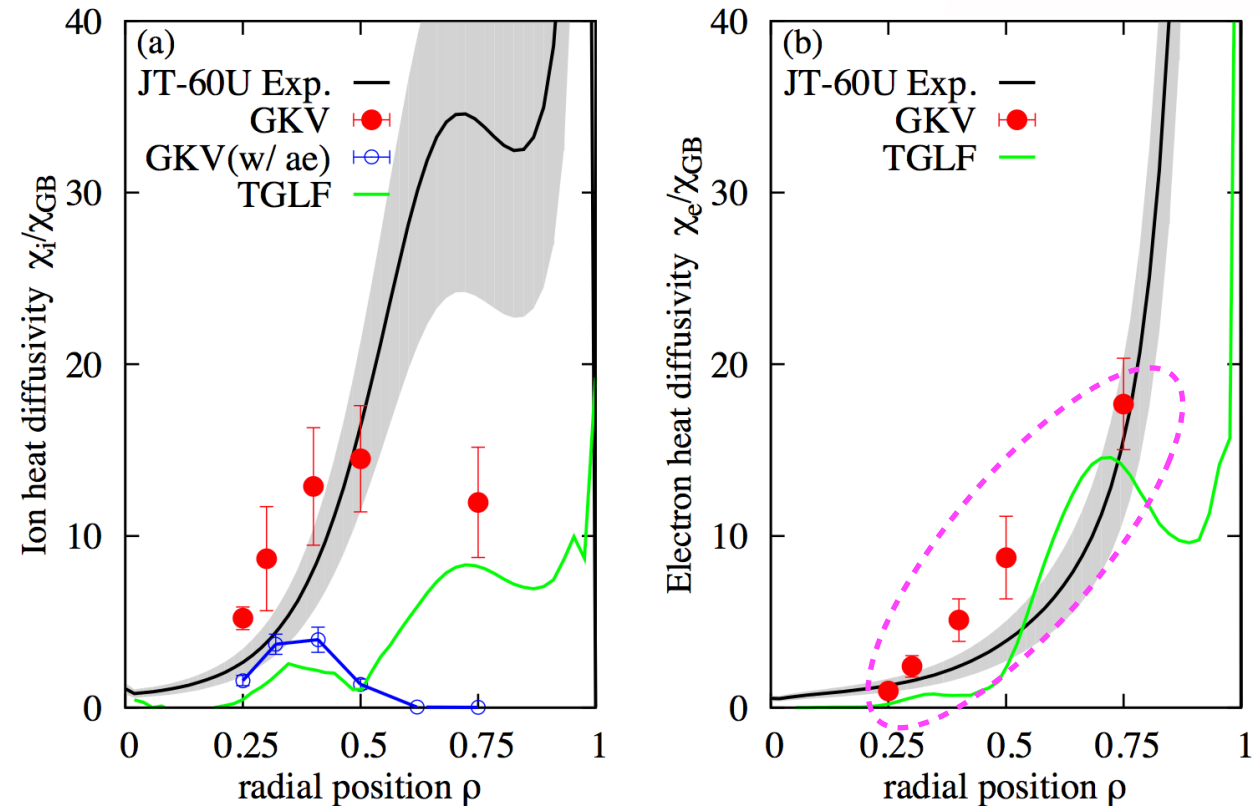 (a)
JT-60U Exp.
GKV
GKV(w/ ae)
TGLF
Ion heat diffusivity χi/χGB
40
30
20
10
0
0 0.25 0.5 0.75 1
radial position ρ
(b)
JT-60U Exp.
GKV
TGLF
Electron heat diffusivity χe/χGB
40
30
20
10
0
0 0.25 0.5 0.75 1
radial position ρ